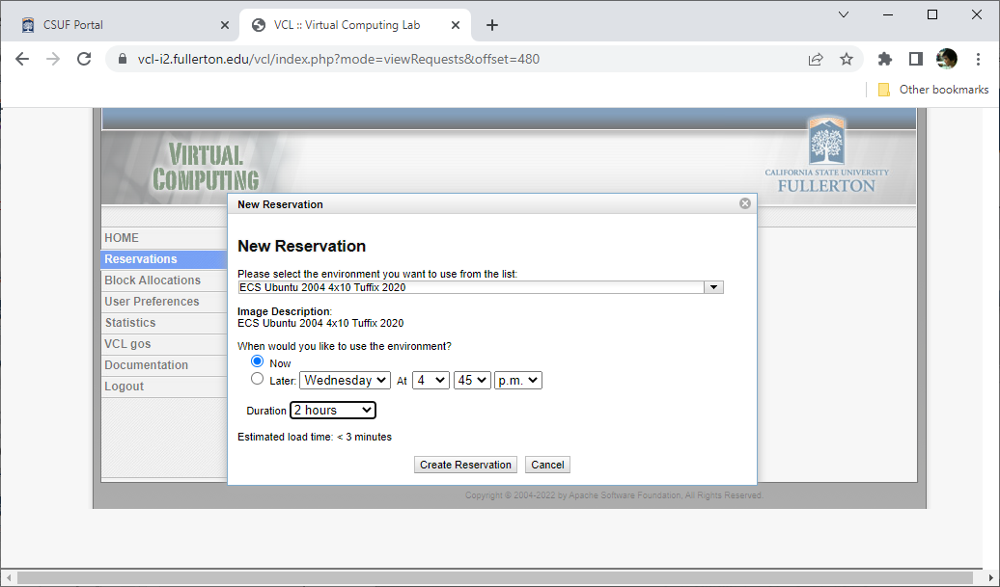 CSUF Portal
VCL :: Virtual Computing Lab
vcl-i2.fullerton.edu/vcl/index.php?mode=viewRequests&offset=480
Other bookmarks
VIRTUAL
COMPUTING
CALIFORNIA STATE UNIVERSITY
FULLERTON
HOME
Reservations
Block Allocations
User Preferences
Statistics
VCL gos
Documentation
Logout
New Reservation
New Reservation
Please select the environment you want to use from the list:
ECS Ubuntu 2004 4x10 Tuffix 2020
Image Description:
ECS Ubuntu 2004 4x10 Tuffix 2020
When would you like to use the environment?
Now
Later: Wednesday At 4 45 p.m.
Duration 2 hours
Estimated load time: < 3 minutes
Create Reservation Cancel
Copyright © 2004-2022 by Apache Software Foundation, All Rights Reserved.